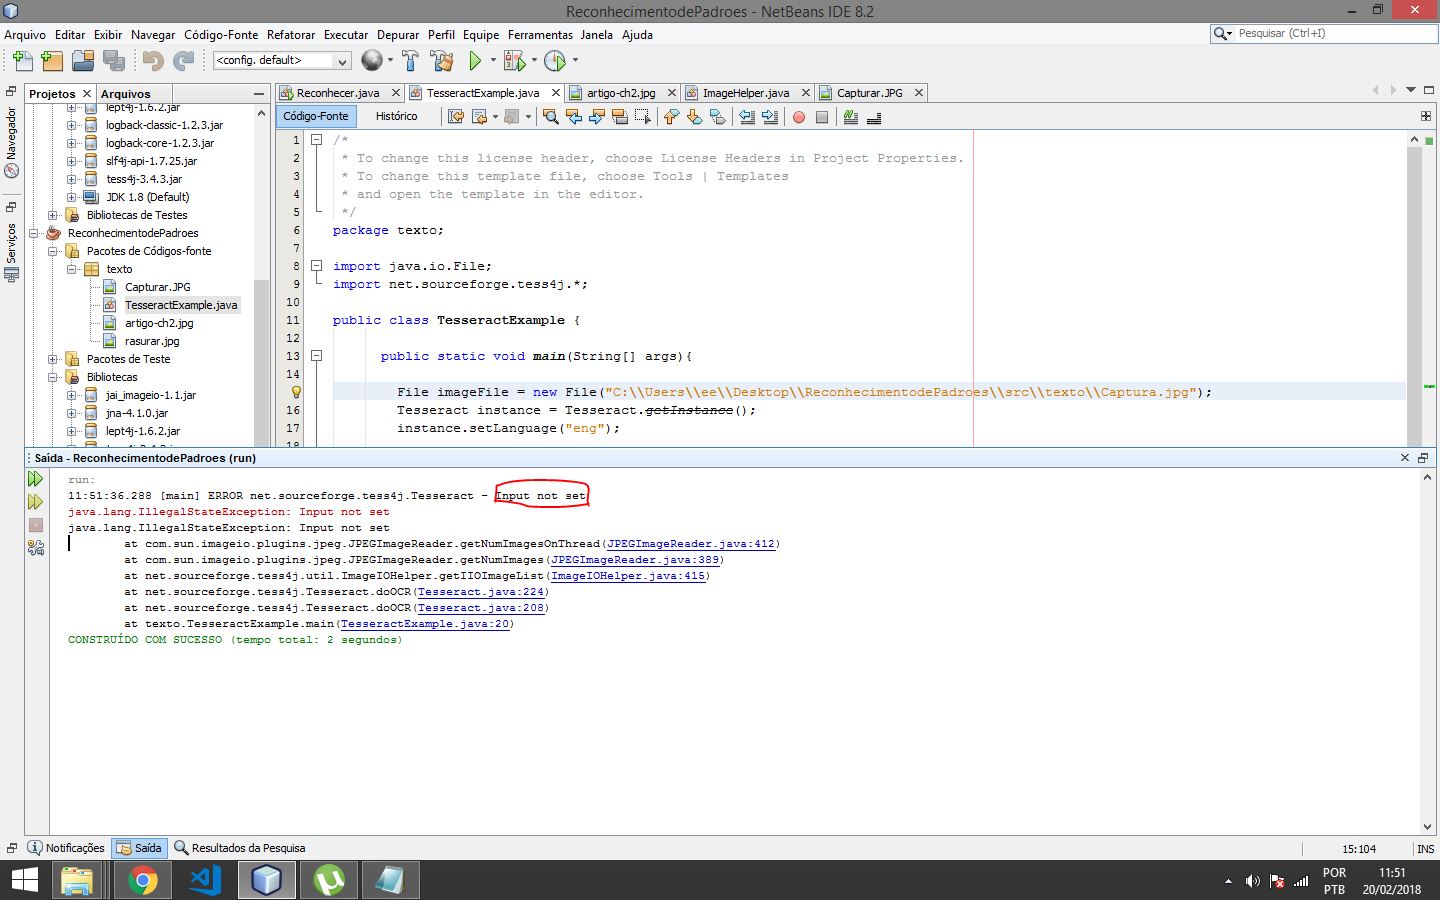 ReconhecimentodePadroes - NetBeans IDE 8.2
Arquivo Editar Exibir Navegar Código-Fonte Refatorar Executar Depurar Perfil Equipe Ferramentas Janela Ajuda
Pesquisar (Ctrl+I)
<config. default>
Projetos Arquivos
Reconhecer.java TesseractExample.java artigo-ch2.jpg ImageHelper.java Capturar.JPG
Código-Fonte Histórico
Navegador
Serviços
lept4j-1.6.2.jar
logback-classic-1.2.3.jar
logback-core-1.2.3.jar
slf4j-api-1.7.25.jar
tess4j-3.4.3.jar
JDK 1.8 (Default)
Bibliotecas de Testes
ReconhecimentodePadroes
Pacotes de Códigos-fonte
texto
Capturar.JPG
TesseractExample.java
artigo-ch2.jpg
rasurar.jpg
Pacotes de Teste
Bibliotecas
jai_imageio-1.1.jar
jna-4.1.0.jar
lept4j-1.6.2.jar
1 /*
2 * To change this license header, choose License Headers in Project Properties.
3 * To change this template file, choose Tools | Templates
4 * and open the template in the editor.
5 */
6 package texto;
7
8 import java.io.File;
9 import net.sourceforge.tess4j.*;
10
11 public class TesseractExample {
12
13 public static void main(String[] args){
14
File imageFile = new File("C:\\Users\\ee\\Desktop\\ReconhecimentodePadroes\\src\\texto\\Captura.jpg");
16 Tesseract instance = Tesseract.getInstance();
17 instance.setLanguage("eng");
18
Saída - ReconhecimentodePadroes (run)
run:
11:51:36.288 [main] ERROR net.sourceforge.tess4j.Tesseract - Input not set
java.lang.IllegalStateException: Input not set
java.lang.IllegalStateException: Input not set
at com.sun.imageio.plugins.jpeg.JPEGImageReader.getNumImagesOnThread(JPEGImageReader.java:412)
at com.sun.imageio.plugins.jpeg.JPEGImageReader.getNumImages(JPEGImageReader.java:389)
at net.sourceforge.tess4j.util.ImageIOHelper.getIIOImageList(ImageIOHelper.java:415)
at net.sourceforge.tess4j.Tesseract.doOCR(Tesseract.java:224)
at net.sourceforge.tess4j.Tesseract.doOCR(Tesseract.java:208)
at texto.TesseractExample.main(TesseractExample.java:20)
CONSTRUÍDO COM SUCESSO (tempo total: 2 segundos)
Notificações Saída Resultados da Pesquisa
15:104 INS
POR 11:51
PTB 20/02/2018